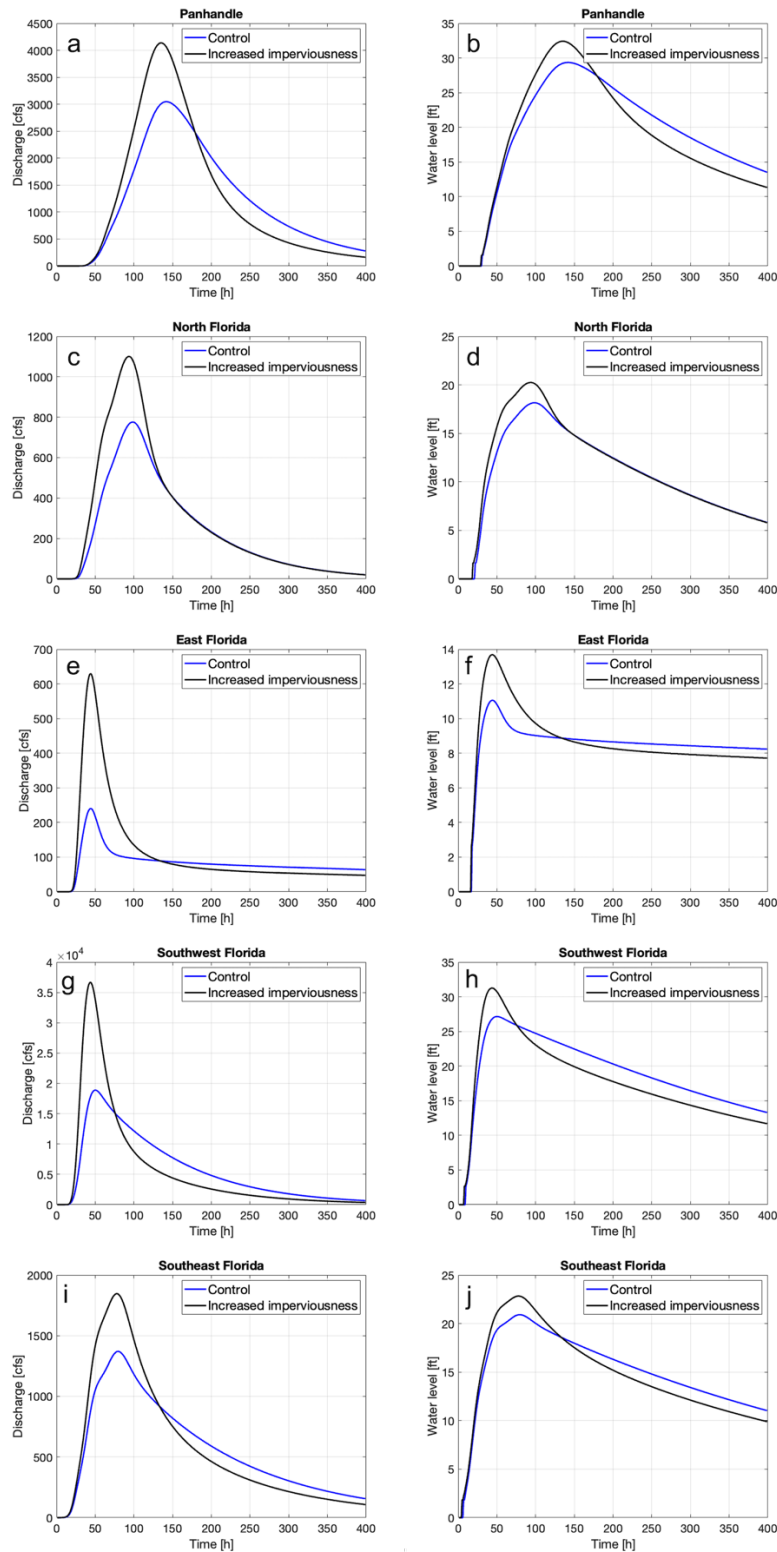 Panhandle
a
Control
Increased imperviousness
Discharge [cfs]
4500
4000
3500
3000
2500
2000
1500
1000
500
0
0 50 100 150 200 250 300 350 400
Time [h]
Panhandle
b
Control
Increased imperviousness
Water level [ft]
35
30
25
20
15
10
5
0
0 50 100 150 200 250 300 350 400
Time [h]
North Florida
c
Control
Increased imperviousness
Discharge [cfs]
1200
1000
800
600
400
200
0
0 50 100 150 200 250 300 350 400
Time [h]
North Florida
d
Control
Increased imperviousness
Water level [ft]
25
20
15
10
5
0
0 50 100 150 200 250 300 350 400
Time [h]
East Florida
e
Control
Increased imperviousness
Discharge [cfs]
700
600
500
400
300
200
100
0
0 50 100 150 200 250 300 350 400
Time [h]
East Florida
f
Control
Increased imperviousness
Water level [ft]
14
12
10
8
6
4
2
0
0 50 100 150 200 250 300 350 400
Time [h]
Southwest Florida
×10⁴
g
Control
Increased imperviousness
Discharge [cfs]
4
3.5
3
2.5
2
1.5
1
0.5
0
0 50 100 150 200 250 300 350 400
Time [h]
Southwest Florida
h
Control
Increased imperviousness
Water level [ft]
35
30
25
20
15
10
5
0
0 50 100 150 200 250 300 350 400
Time [h]
Southeast Florida
i
Control
Increased imperviousness
Discharge [cfs]
2000
1500
1000
500
0
0 50 100 150 200 250 300 350 400
Time [h]
Southeast Florida
j
Control
Increased imperviousness
Water level [ft]
25
20
15
10
5
0
0 50 100 150 200 250 300 350 400
Time [h]